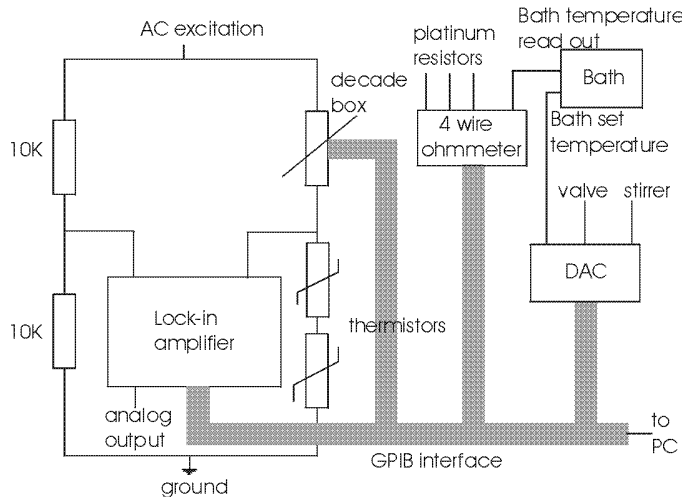 AC excitation
Bath temperature
read out
platinum
resistors
decade
box
Bath
4 wire
ohmmeter
Bath set
temperature
10K
valve
stirrer
DAC
10K
Lock-in
amplifier
thermistors
analog
output
to
PC
GPIB interface
ground